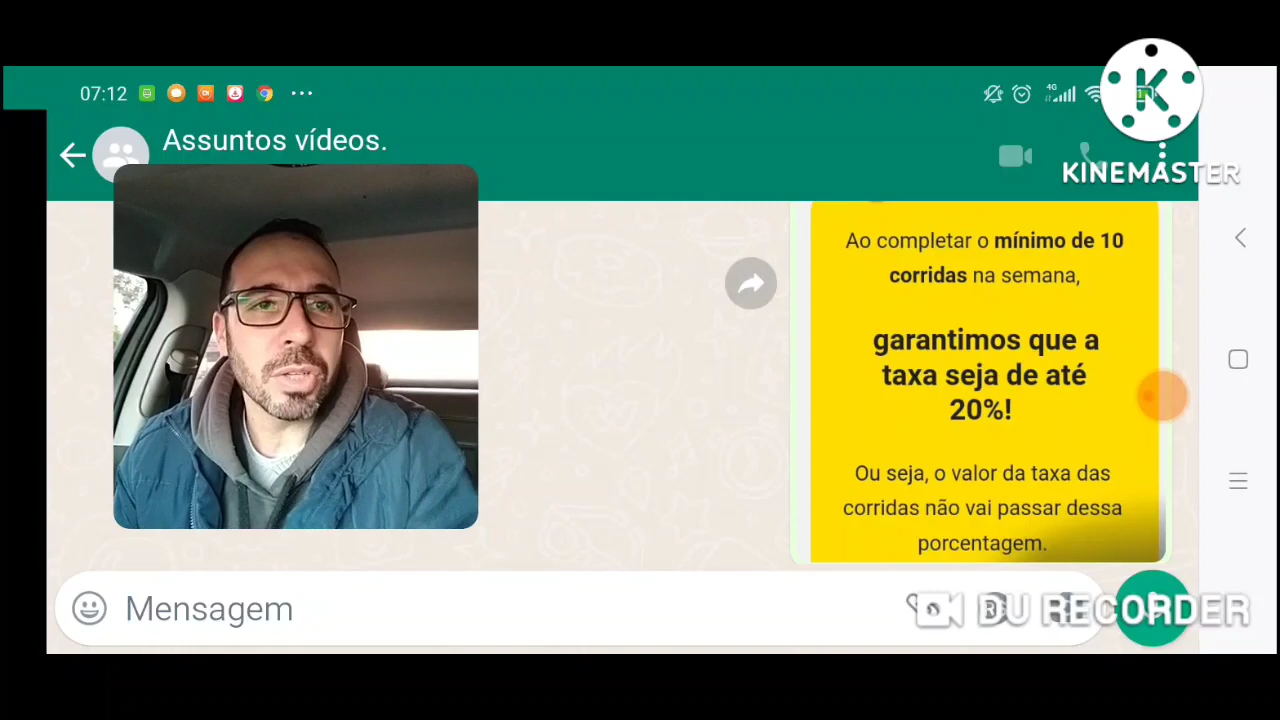 07:12
4G
Assuntos vídeos.
K
KINEMASTER
Ao completar o mínimo de 10
corridas na semana,
garantimos que a
taxa seja de até
20%!
Ou seja, o valor da taxa das
corridas não vai passar dessa
porcentagem.
Mensagem
DU RECORDER